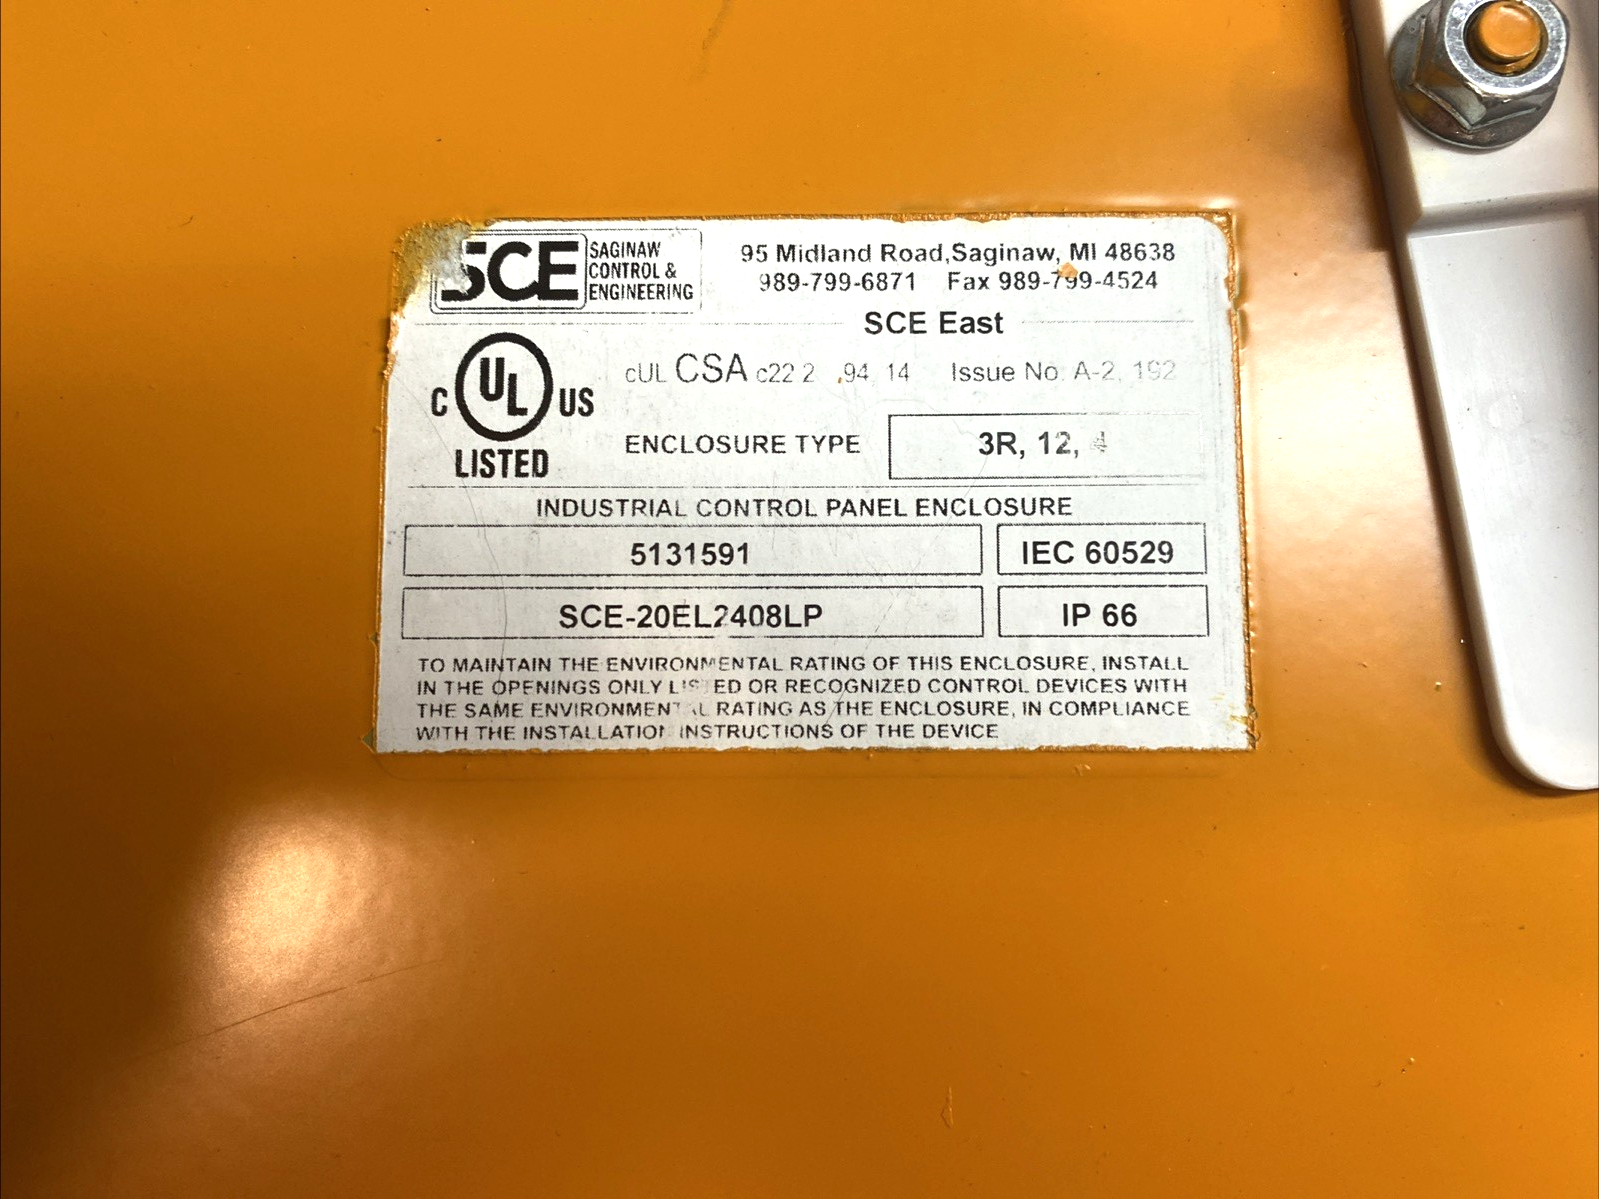 SCE SAGINAW CONTROL & ENGINEERING
95 Midland Road,Saginaw, MI 48638
989-799-6871 Fax 989-799-4524
SCE East
cUL CSA c22 2 .94 14 Issue No. A-2,
C UL US
LISTED
ENCLOSURE TYPE 3R, 12, 4
INDUSTRIAL CONTROL PANEL ENCLOSURE
5131591 IEC 60529
SCE-20EL2408LP IP 66
TO MAINTAIN THE ENVIRONMENTAL RATING OF THIS ENCLOSURE, INSTALL
IN THE OPENINGS ONLY LISTED OR RECOGNIZED CONTROL DEVICES WITH
THE SAME ENVIRONMENTAL RATING AS THE ENCLOSURE, IN COMPLIANCE
WITH THE INSTALLATION INSTRUCTIONS OF THE DEVICE